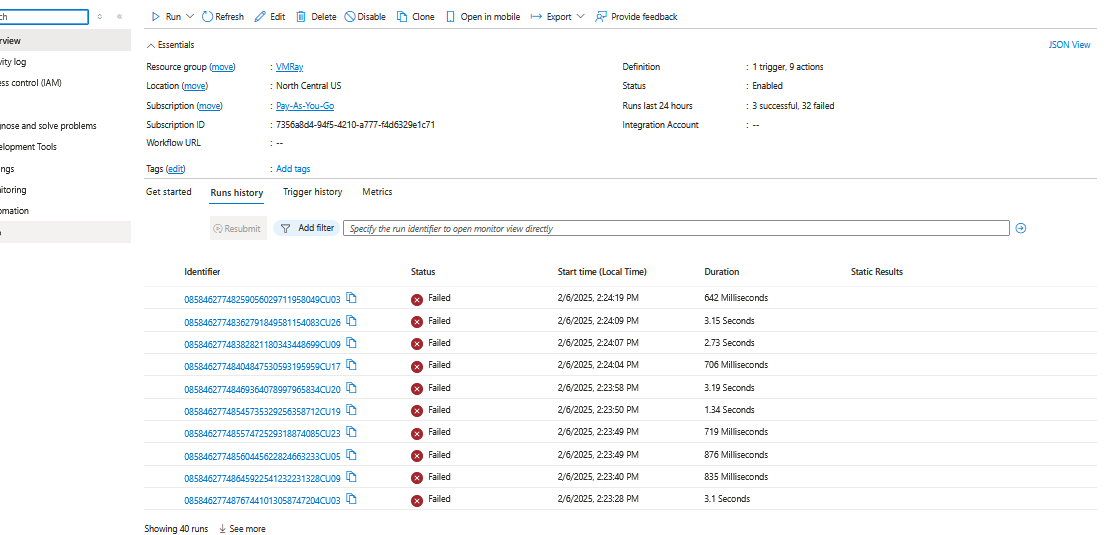 ch
Run Refresh Edit Delete Disable Clone Open in mobile Export Provide feedback
rview
Essentials
JSON View
vity log
Resource group (move) : VMRay
Definition : 1 trigger, 9 actions
ess control (IAM)
Location (move) : North Central US
Status : Enabled
Subscription (move) : Pay-As-You-Go
Runs last 24 hours : 3 successful, 32 failed
gnose and solve problems
Subscription ID : 7356a8d4-94f5-4210-a777-f4d6329e1c71
Integration Account : --
elopment Tools
Workflow URL : --
ngs
Tags (edit) : Add tags
nitoring
Get started Runs history Trigger history Metrics
omation
Resubmit Add filter Specify the run identifier to open monitor view directly
Identifier Status Start time (Local Time) Duration Static Results
08584627748259056029711958049CU03 Failed 2/6/2025, 2:24:19 PM 642 Milliseconds
08584627748362791849581154083CU26 Failed 2/6/2025, 2:24:09 PM 3.15 Seconds
08584627748382821180343448699CU09 Failed 2/6/2025, 2:24:07 PM 2.73 Seconds
08584627748404847530593195959CU17 Failed 2/6/2025, 2:24:04 PM 706 Milliseconds
08584627748469364078997965834CU20 Failed 2/6/2025, 2:23:58 PM 3.19 Seconds
08584627748545735329256358712CU19 Failed 2/6/2025, 2:23:50 PM 1.34 Seconds
08584627748557472529318874085CU23 Failed 2/6/2025, 2:23:49 PM 719 Milliseconds
08584627748560445622824663233CU05 Failed 2/6/2025, 2:23:49 PM 876 Milliseconds
08584627748645922541232231328CU09 Failed 2/6/2025, 2:23:40 PM 835 Milliseconds
08584627748767441013058747204CU03 Failed 2/6/2025, 2:23:28 PM 3.1 Seconds
Showing 40 runs See more